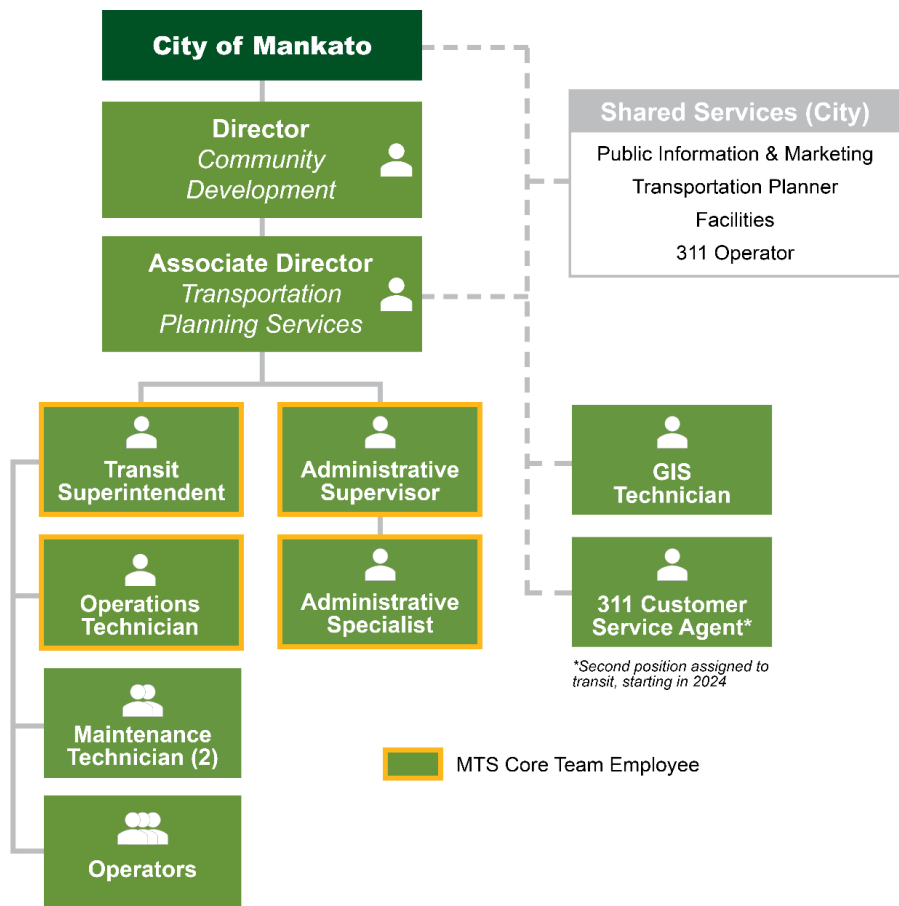 City of Mankato
Director
Community
Development
Associate Director
Transportation
Planning Services
Shared Services (City)
Public Information & Marketing
Transportation Planner
Facilities
311 Operator
Transit
Superintendent
Administrative
Supervisor
GIS
Technician
Operations
Technician
Administrative
Specialist
311 Customer
Service Agent*
*Second position assigned to
transit, starting in 2024
Maintenance
Technician (2)
Operators
MTS Core Team Employee